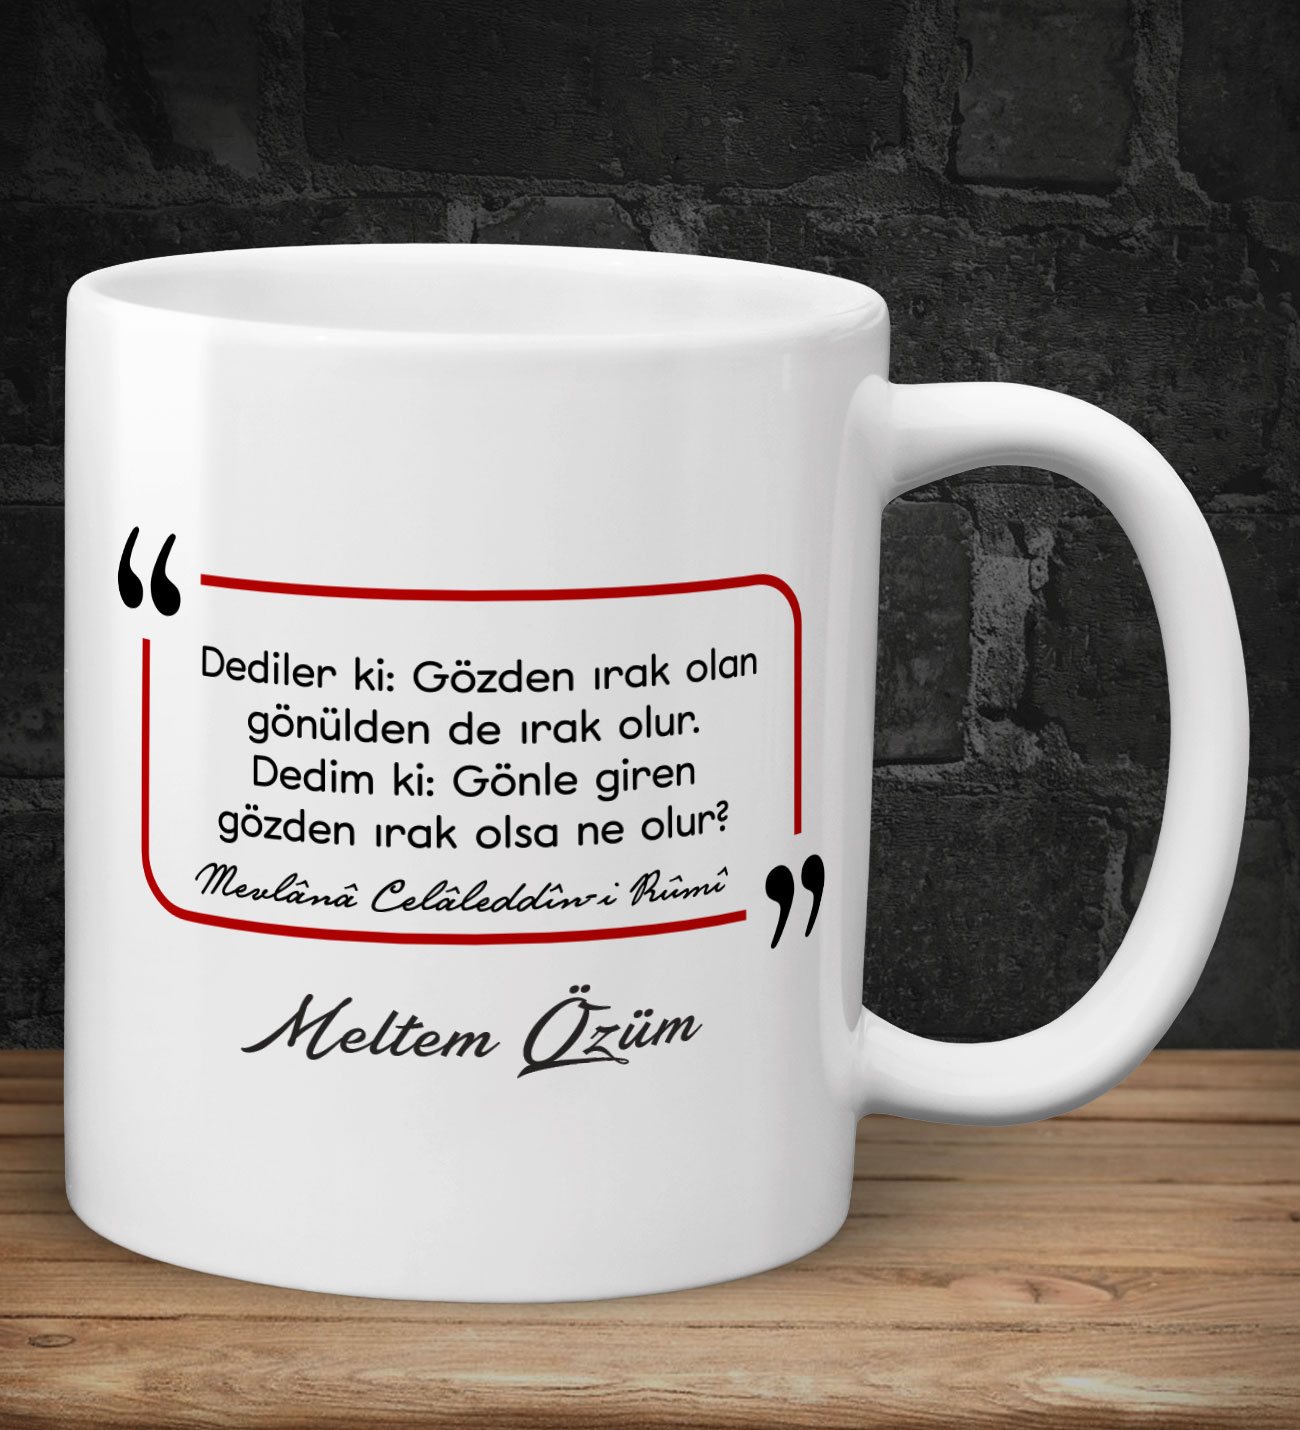 “
Dediler ki: Gözden ırak olan
gönülden de ırak olur.
Dedim ki: Gönle giren
gözden ırak olsa ne olur?
Mevlânâ Celâleddîn-i Rûmî
”
Meltem Özüm